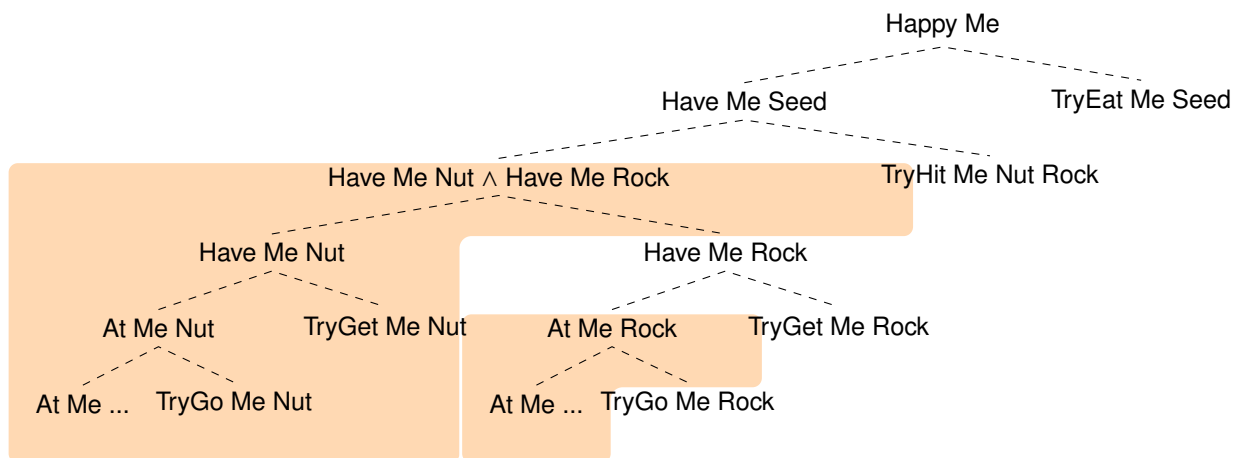 Happy Me
Have Me Seed
TryEat Me Seed
Have Me Nut ∧ Have Me Rock
TryHit Me Nut Rock
Have Me Nut
Have Me Rock
At Me Nut
TryGet Me Nut
At Me Rock
TryGet Me Rock
At Me ...
TryGo Me Nut
At Me ...
TryGo Me Rock